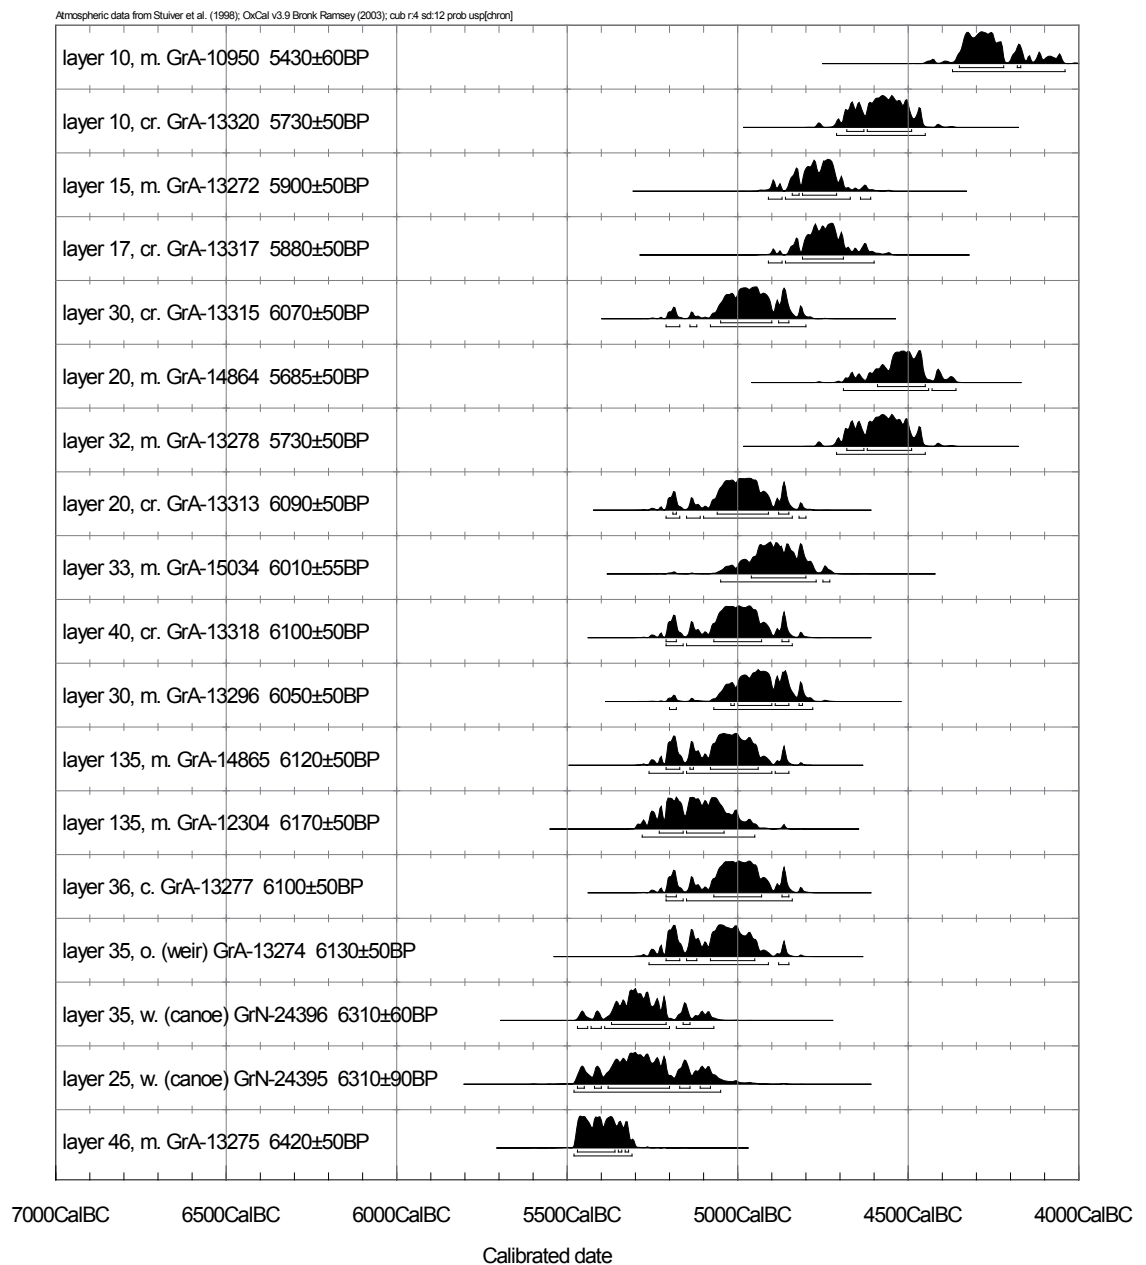 Atmospheric data from Stuiver et al. (1998); OxCal v3.9 Bronk Ramsey (2003); cub r:4 sd:12 prob usp[chron]
layer 10, m. GrA-10950 5430±60BP
layer 10, cr. GrA-13320 5730±50BP
layer 15, m. GrA-13272 5900±50BP
layer 17, cr. GrA-13317 5880±50BP
layer 30, cr. GrA-13315 6070±50BP
layer 20, m. GrA-14864 5685±50BP
layer 32, m. GrA-13278 5730±50BP
layer 20, cr. GrA-13313 6090±50BP
layer 33, m. GrA-15034 6010±55BP
layer 40, cr. GrA-13318 6100±50BP
layer 30, m. GrA-13296 6050±50BP
layer 135, m. GrA-14865 6120±50BP
layer 135, m. GrA-12304 6170±50BP
layer 36, c. GrA-13277 6100±50BP
layer 35, o. (weir) GrA-13274 6130±50BP
layer 35, w. (canoe) GrN-24396 6310±60BP
layer 25, w. (canoe) GrN-24395 6310±90BP
layer 46, m. GrA-13275 6420±50BP
7000CalBC 6500CalBC 6000CalBC 5500CalBC 5000CalBC 4500CalBC 4000CalBC
Calibrated date